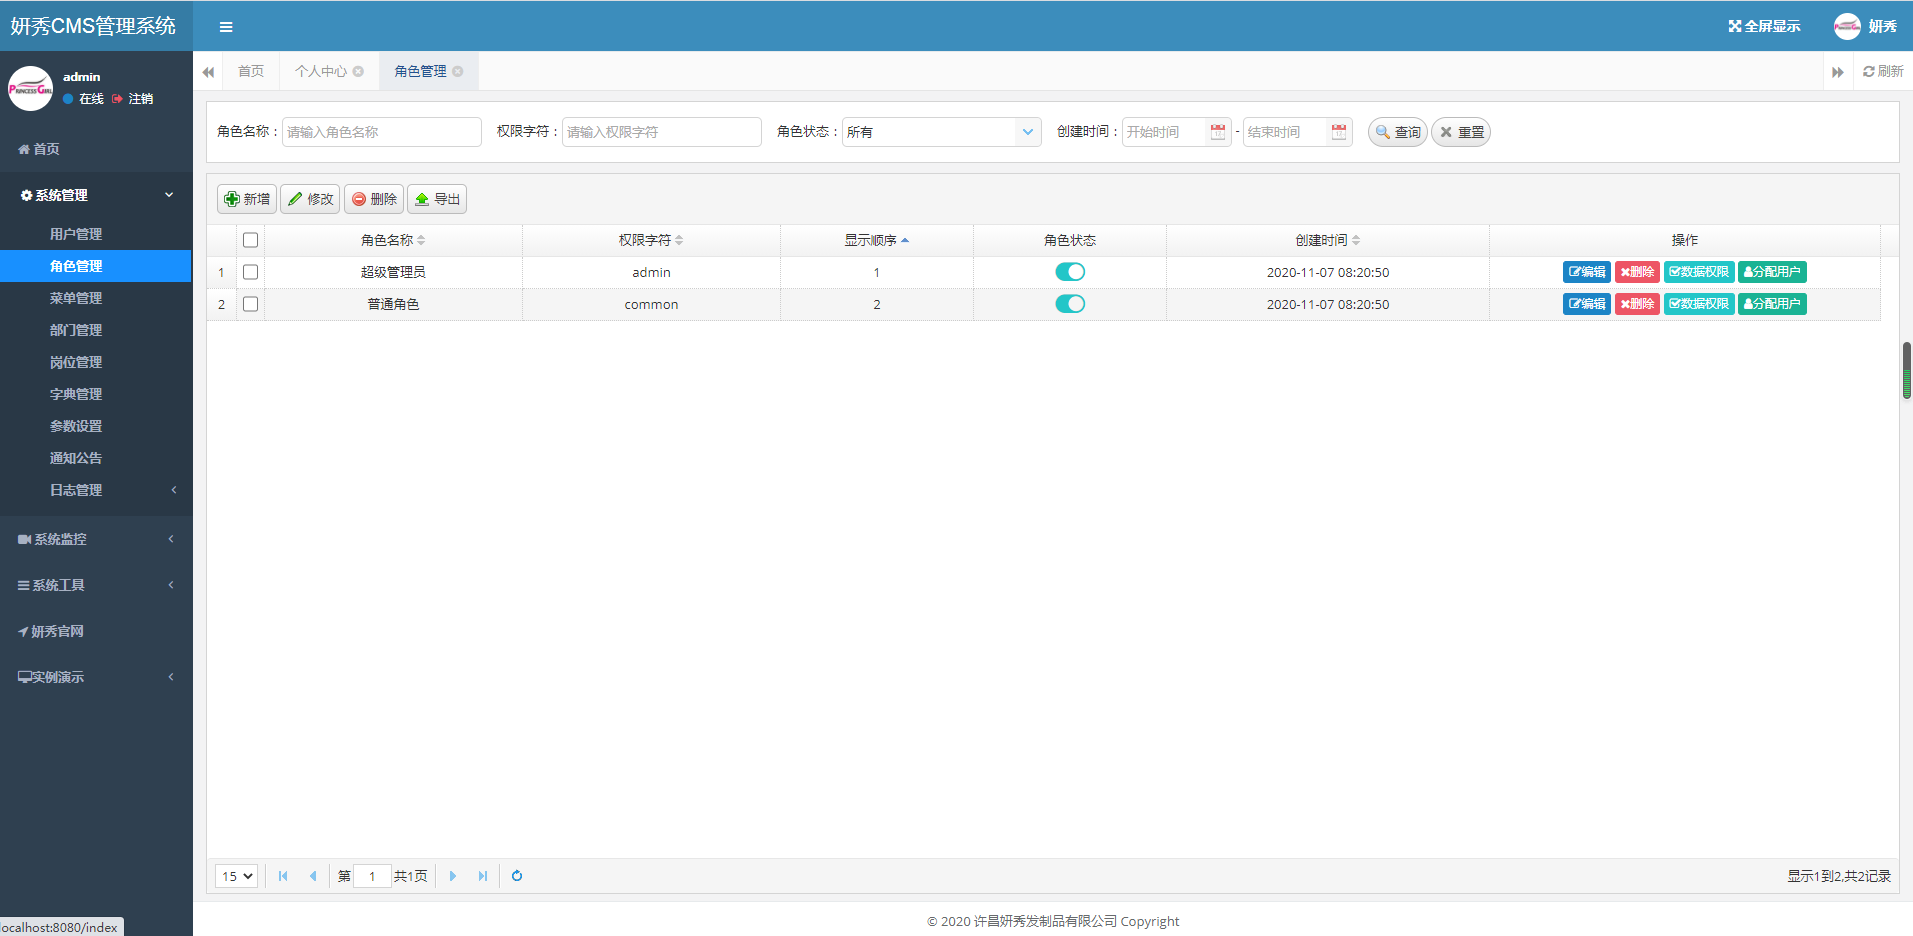 妍秀CMS管理系统
全屏显示 妍秀
PRINCESS GIRL
admin
在线 注销
首页 个人中心 角色管理 刷新
首页
系统管理
用户管理
角色管理
菜单管理
部门管理
岗位管理
字典管理
参数设置
通知公告
日志管理
系统监控
系统工具
妍秀官网
实例演示
角色名称： 请输入角色名称 权限字符： 请输入权限字符 角色状态： 所有 创建时间： 开始时间 - 结束时间 查询 重置
新增 修改 删除 导出
角色名称 权限字符 显示顺序 角色状态 创建时间 操作
1 超级管理员 admin 1 2020-11-07 08:20:50 编辑 删除 数据权限 分配用户
2 普通角色 common 2 2020-11-07 08:20:50 编辑 删除 数据权限 分配用户
15 第 1 共1页 显示1到2,共2记录
© 2020 许昌妍秀发制品有限公司 Copyright
localhost:8080/index